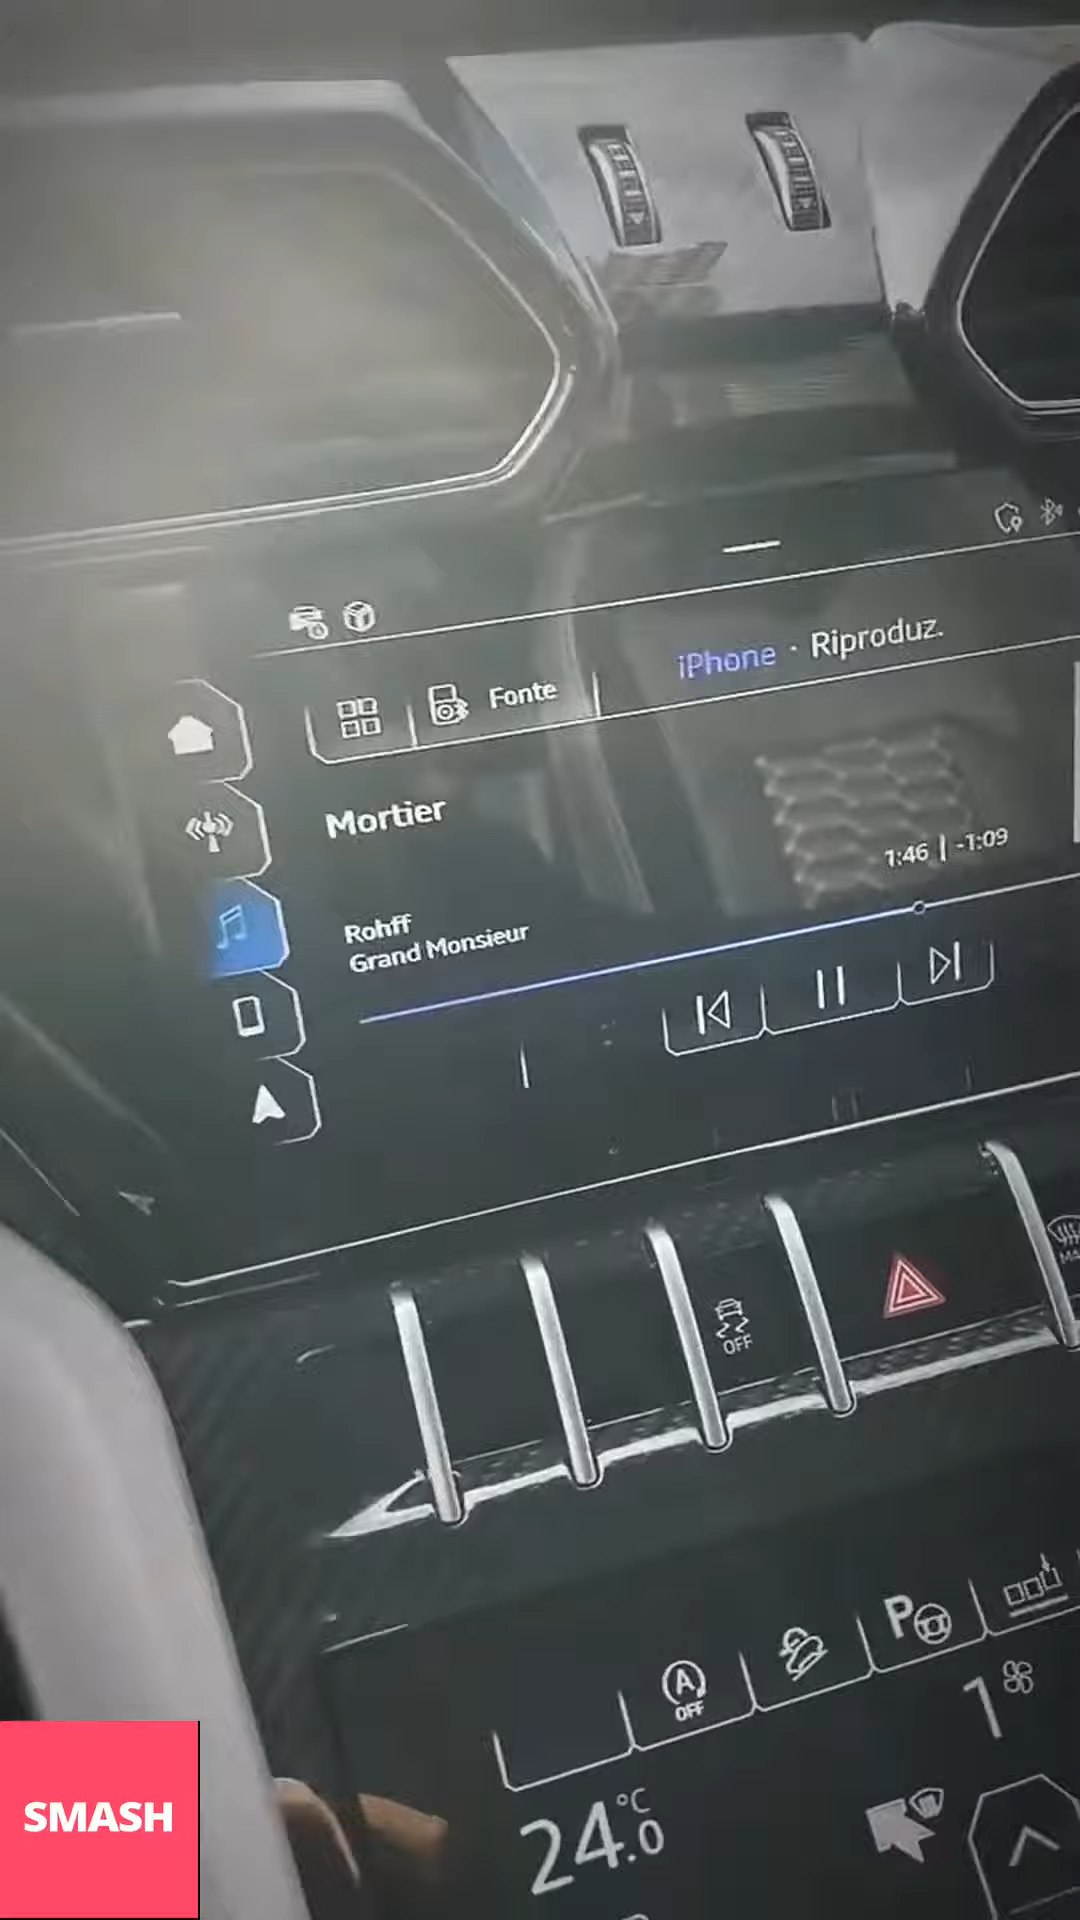 iPhone · Riproduz.
Fonte
Mortier
1:46 | -1:09
Rohff
Grand Monsieur
OFF
A
OFF
P
1
24.0 °C
SMASH